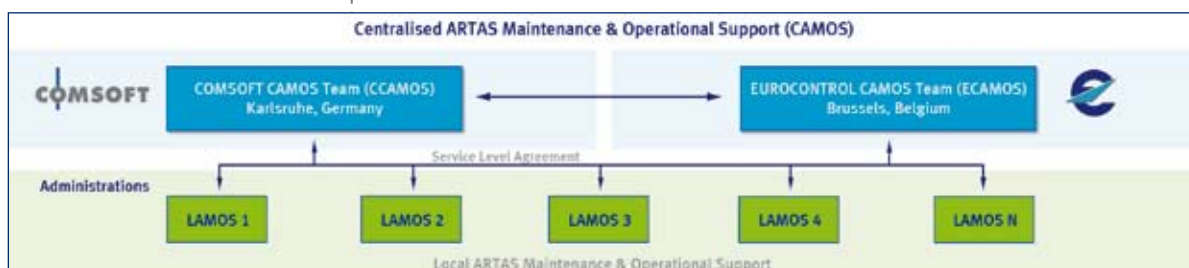 Centralised ARTAS Maintenance & Operational Support (CAMOS)
COMSOFT
COMSOFT CAMOS Team (CCAMOS)
Karlsruhe, Germany
EUROCONTROL CAMOS Team (ECAMOS)
Brussels, Belgium
Service Level Agreement
Administrations
LAMOS 1
LAMOS 2
LAMOS 3
LAMOS 4
LAMOS N
Local ARTAS Maintenance & Operational Support